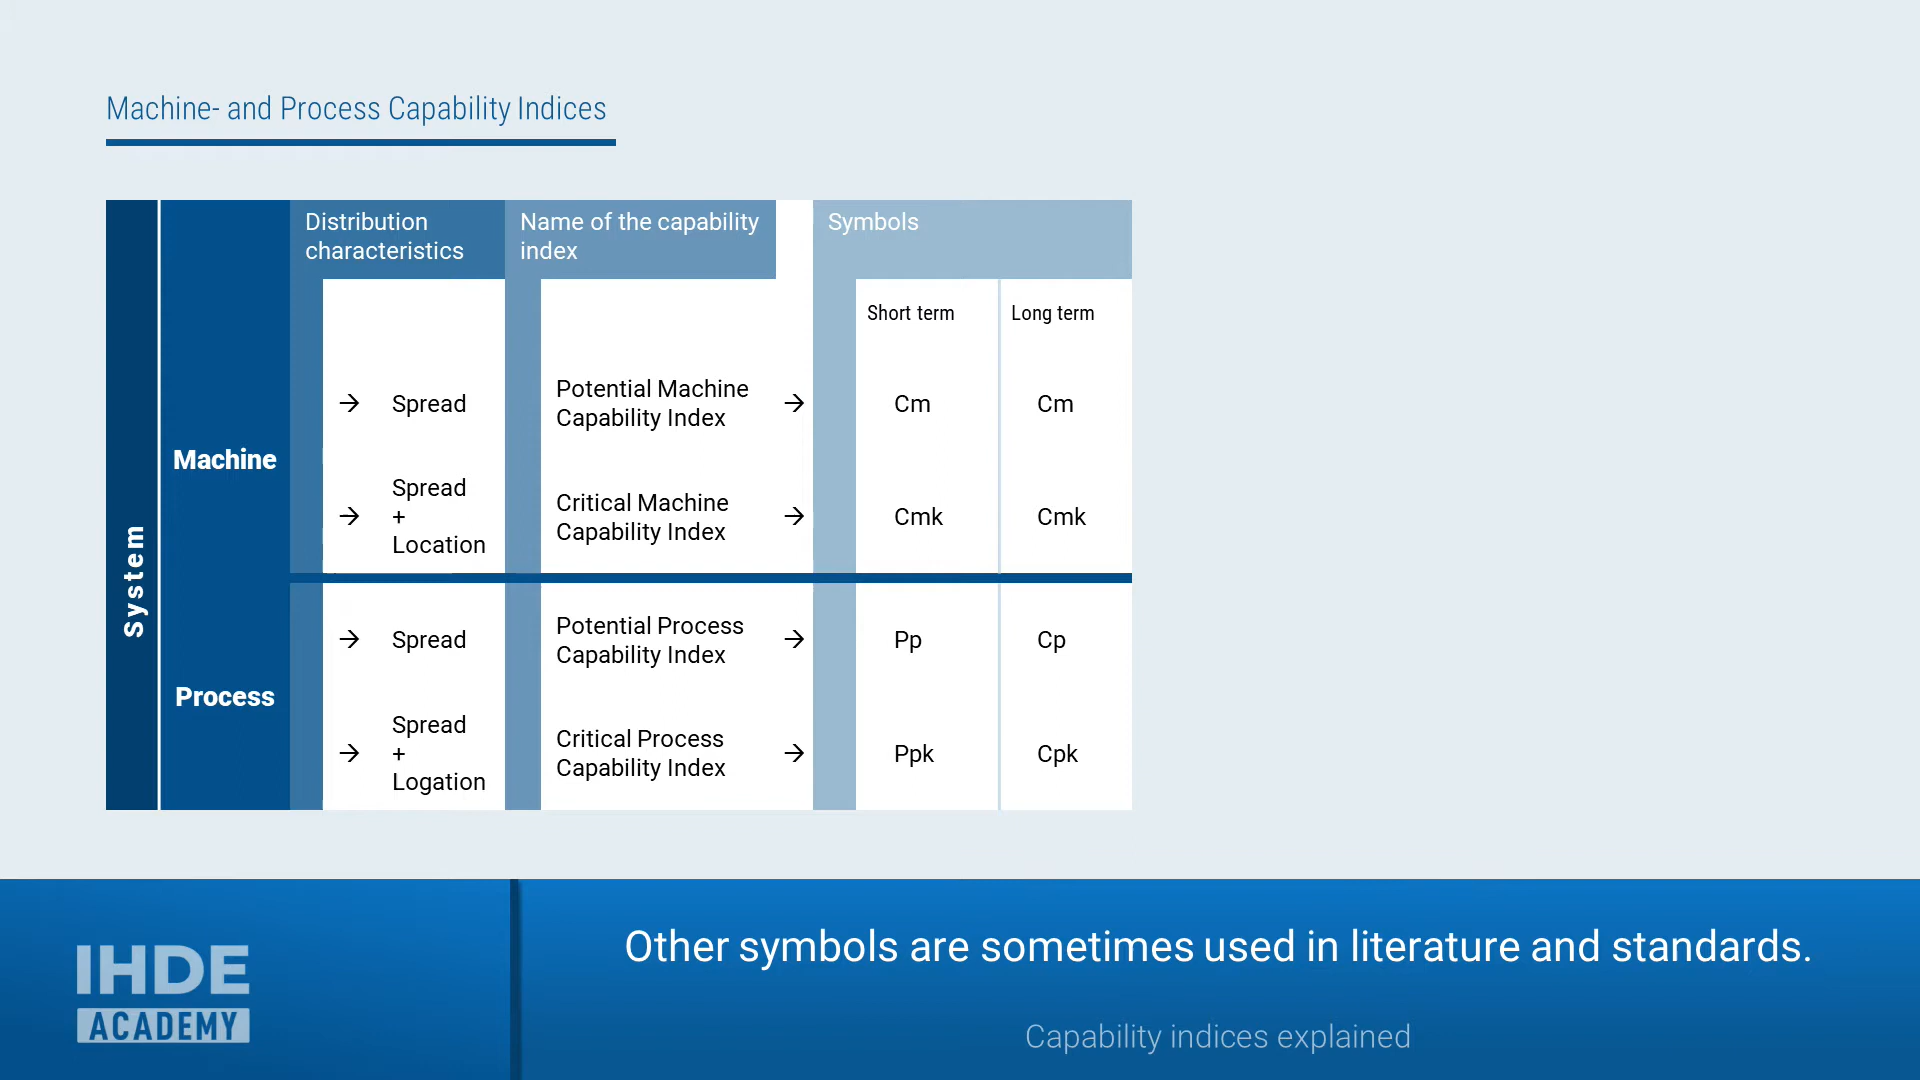 Machine- and Process Capability Indices
Distribution
characteristics
Name of the capability
index
Symbols
Short term
Long term
System
Machine
Spread
Potential Machine
Capability Index
Cm
Cm
Spread
+
Location
Critical Machine
Capability Index
Cmk
Cmk
Process
Spread
Potential Process
Capability Index
Pp
Cp
Spread
+
Logation
Critical Process
Capability Index
Ppk
Cpk
IHDE
ACADEMY
Other symbols are sometimes used in literature and standards.
Capability indices explained